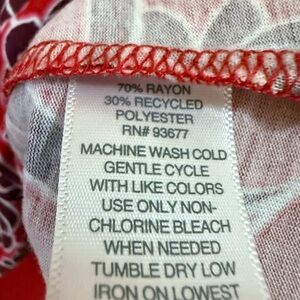 70% RAYON
30% RECYCLED
POLYESTER
RN# 93677
MACHINE WASH COLD
GENTLE CYCLE
WITH LIKE COLORS
USE ONLY NON-
CHLORINE BLEACH
WHEN NEEDED
TUMBLE DRY LOW
IRON ON LOWEST